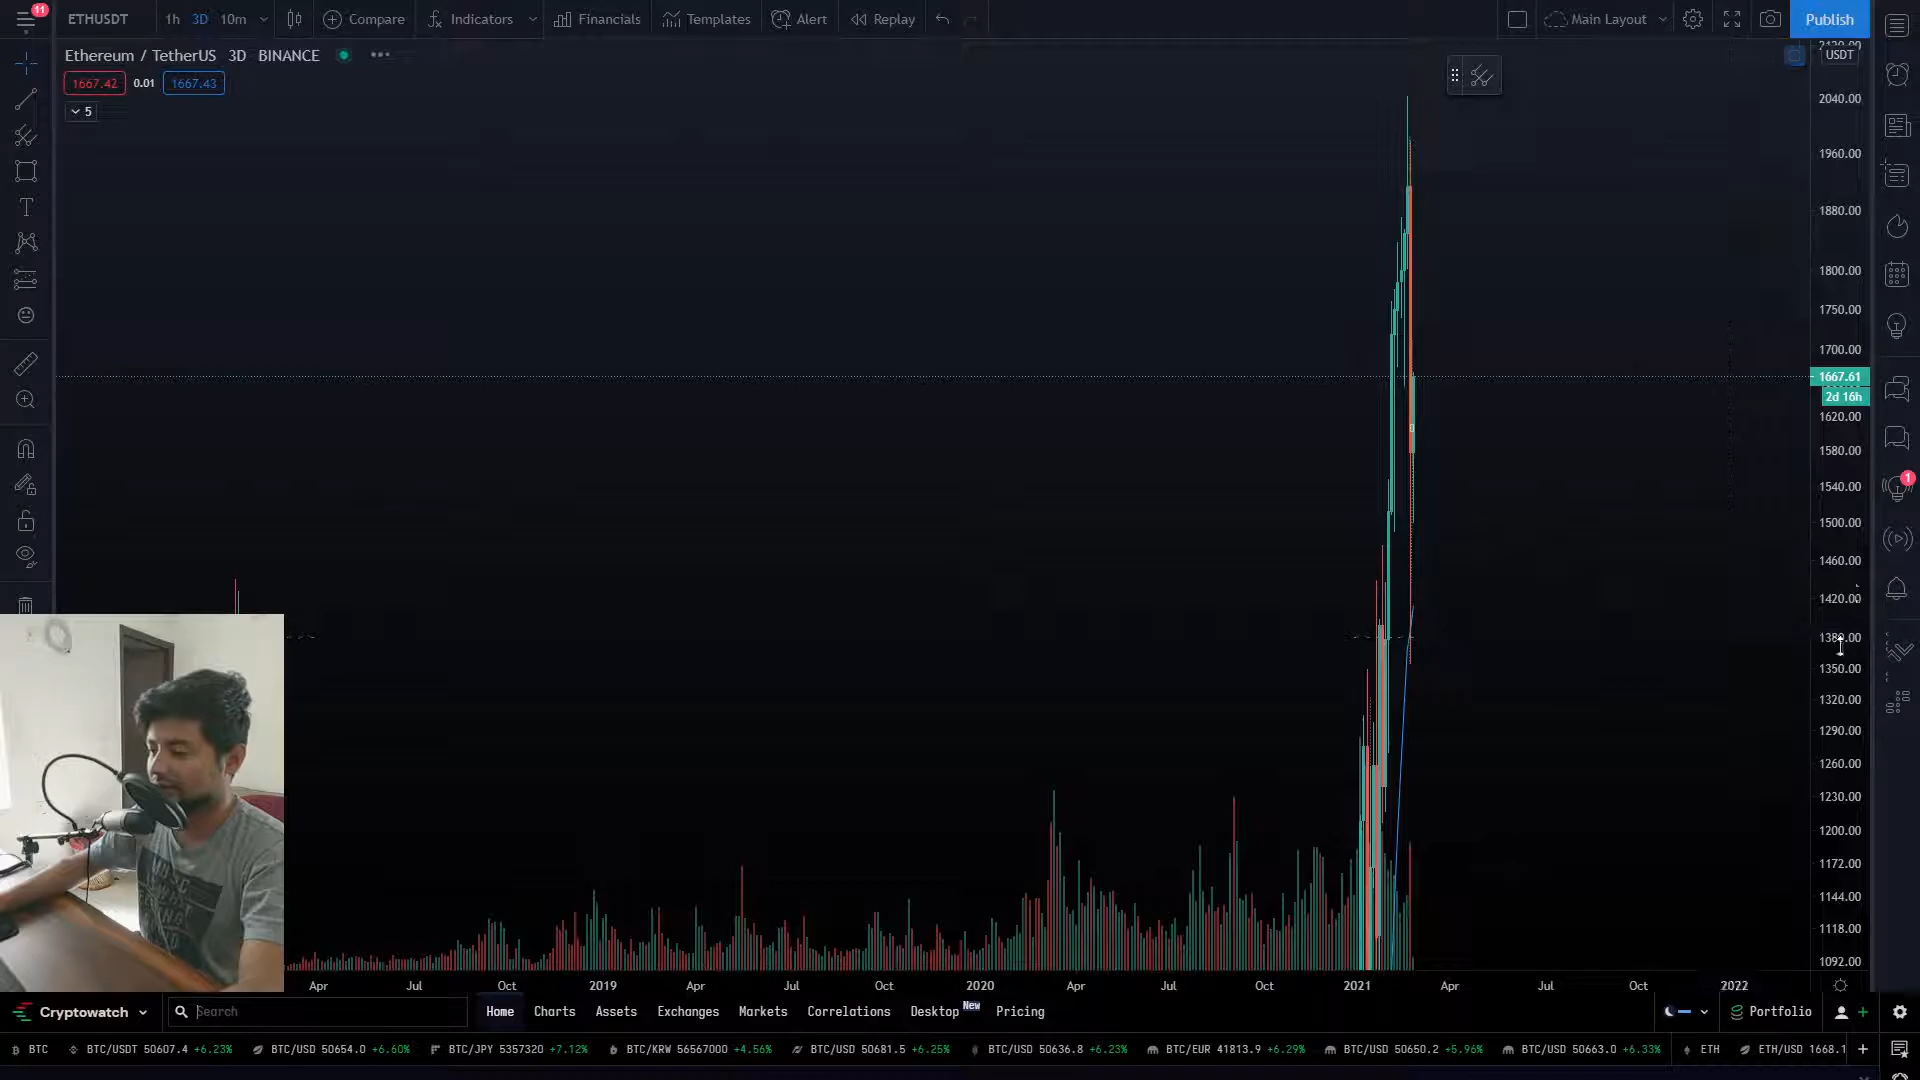 11
ETHUSDT
1h 3D 10m
Compare
Indicators
Financials
Templates
Alert
Replay
Main Layout
Publish
Ethereum / TetherUS 3D BINANCE
1667.42 0.01 1667.43
5
USDT
2120.00
2040.00
1960.00
1880.00
1800.00
1750.00
1700.00
1667.61
2d 16h
1620.00
1580.00
1540.00
1500.00
1460.00
1420.00
1380.00
1350.00
1320.00
1290.00
1260.00
1230.00
1200.00
1172.00
1144.00
1118.00
1092.00
1
Apr Jul Oct 2019 Apr Jul Oct 2020 Apr Jul Oct 2021 Apr Jul Oct 2022
Cryptowatch Search Home Charts Assets Exchanges Markets Correlations Desktop New Pricing Portfolio
BTC BTC/USDT 50607.4 +6.23% BTC/USD 50654.0 +6.60% BTC/JPY 5357320 +7.12% BTC/KRW 56567000 +4.56% BTC/USD 50681.5 +6.25% BTC/USD 50636.8 +6.23% BTC/EUR 41813.9 +6.29% BTC/USD 50650.2 +5.96% BTC/USD 50663.0 +6.33% ETH ETH/USD 1668.1